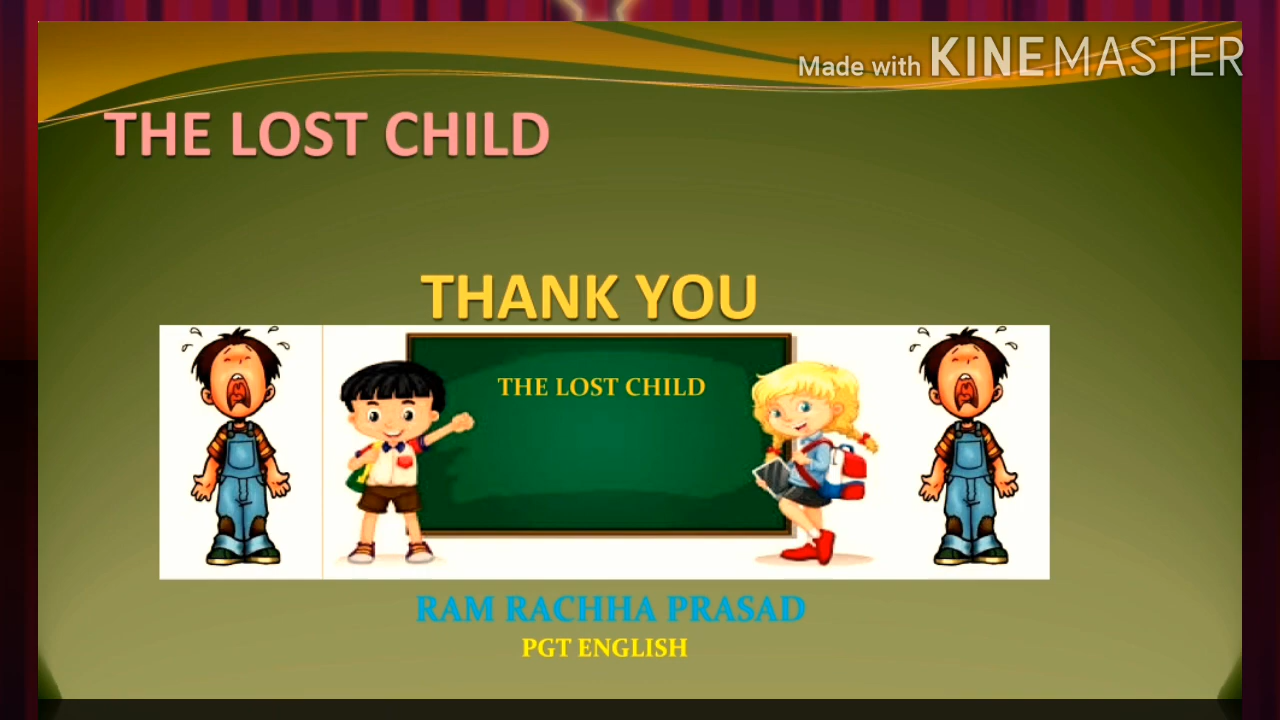 Made with KINEMASTER
THE LOST CHILD
THANK YOU
THE LOST CHILD
RAM RACHHA PRASAD
PGT ENGLISH